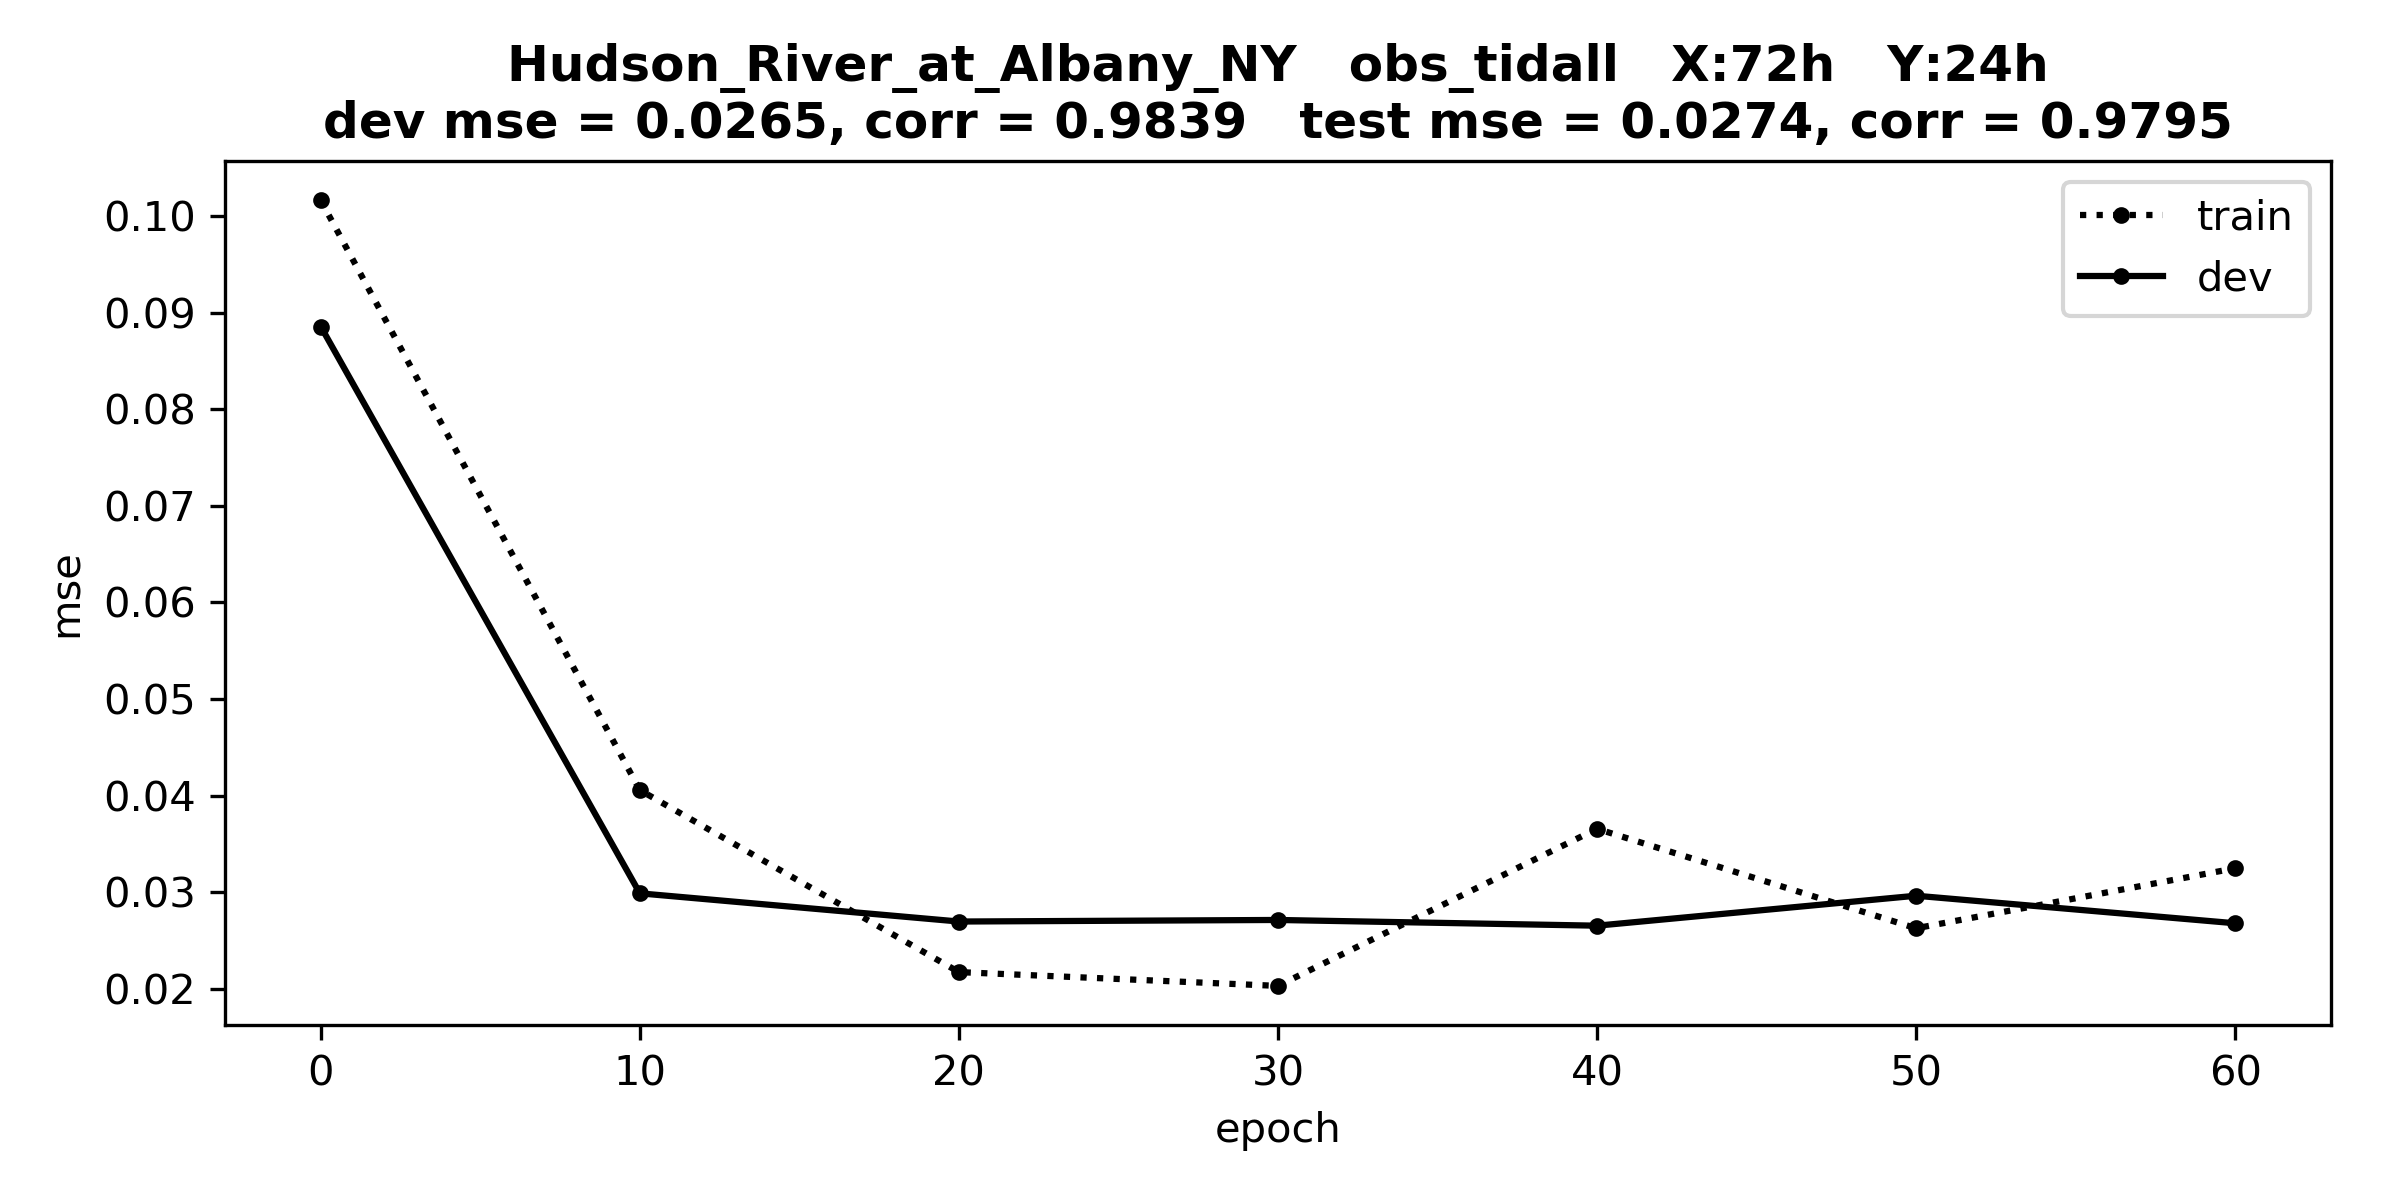 Hudson_River_at_Albany_NY obs_tidall X:72h Y:24h
dev mse = 0.0265, corr = 0.9839 test mse = 0.0274, corr = 0.9795
train
dev
mse
0.10
0.09
0.08
0.07
0.06
0.05
0.04
0.03
0.02
0 10 20 30 40 50 60
epoch